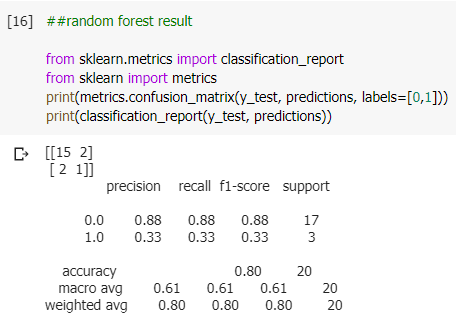 [16] ##random forest result
from sklearn.metrics import classification_report
from sklearn import metrics
print(metrics.confusion_matrix(y_test, predictions, labels=[0,1]))
print(classification_report(y_test, predictions))
[[15 2]
[ 2 1]]
precision recall f1-score support
0.0 0.88 0.88 0.88 17
1.0 0.33 0.33 0.33 3
accuracy 0.80 20
macro avg 0.61 0.61 0.61 20
weighted avg 0.80 0.80 0.80 20